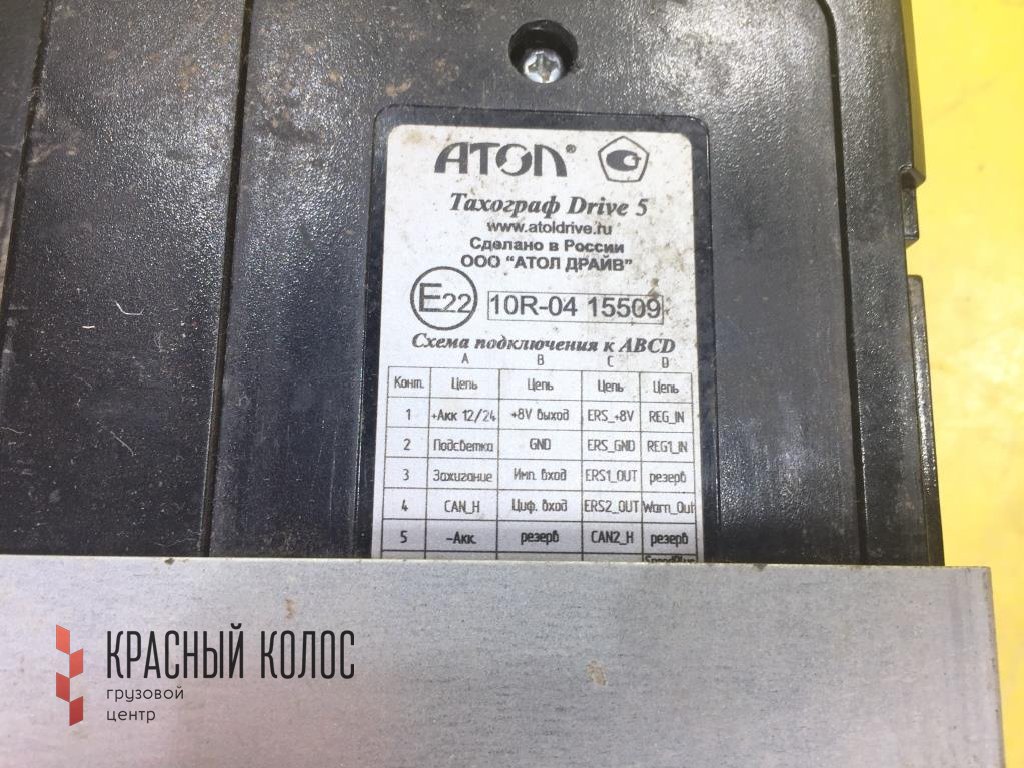 АТОЛ®
Тахограф Drive 5
www.atoldrive.ru
Сделано в России
ООО "АТОЛ ДРАЙВ"
E22 10R-04 15509
Схема подключения к ABCD
A B C D
Конт. Цепь Цепь Цепь Цепь
1 +Акк 12/24 +8V выход ERS_+8V REG_IN
2 Подсветка GND ERS_GND REG1_IN
3 Зажигание Имп. вход ERS1_OUT резерв
4 CAN_H Циф. вход ERS2_OUT Warn_Out
5 -Акк. резерв CAN2_H резерв
КРАСНЫЙ КОЛОС
грузовой
центр